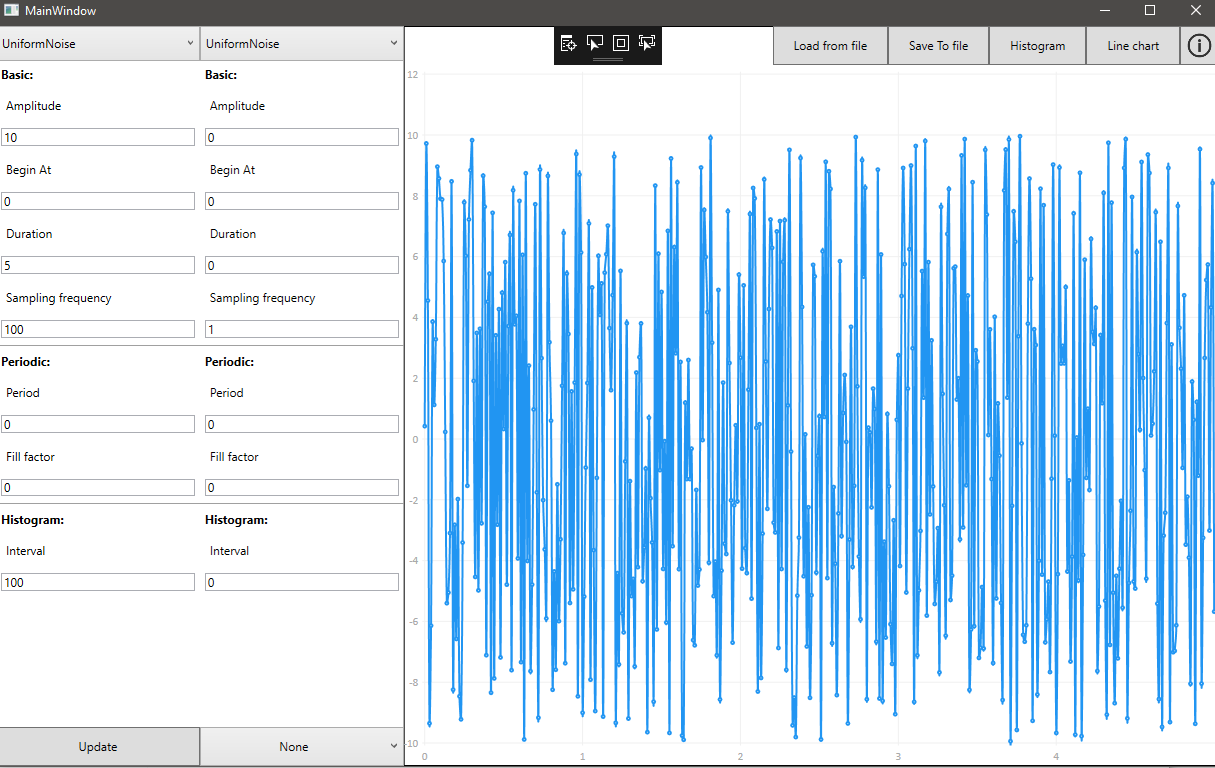 MainWindow
UniformNoise UniformNoise
Load from file Save To file Histogram Line chart
Basic: Basic:
Amplitude Amplitude
10 0
Begin At Begin At
0 0
Duration Duration
5 0
Sampling frequency Sampling frequency
100 1
Periodic: Periodic:
Period Period
0 0
Fill factor Fill factor
0 0
Histogram: Histogram:
Interval Interval
100 0
Update None
12
10
8
6
4
2
0
-2
-4
-6
-8
-10
0 1 2 3 4